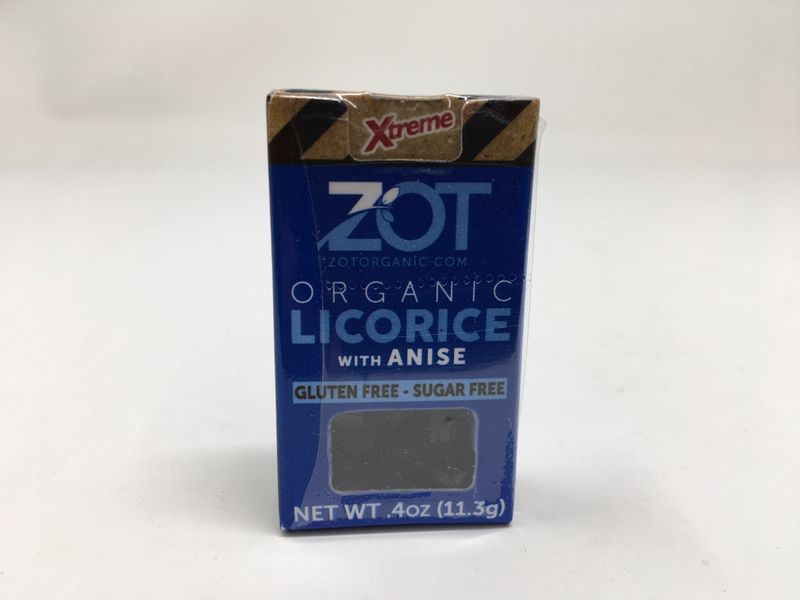 Xtreme
ZOT
ZOTORGANIC.COM
ORGANIC
LICORICE
WITH ANISE
GLUTEN FREE - SUGAR FREE
NET WT .4oz (11.3g)